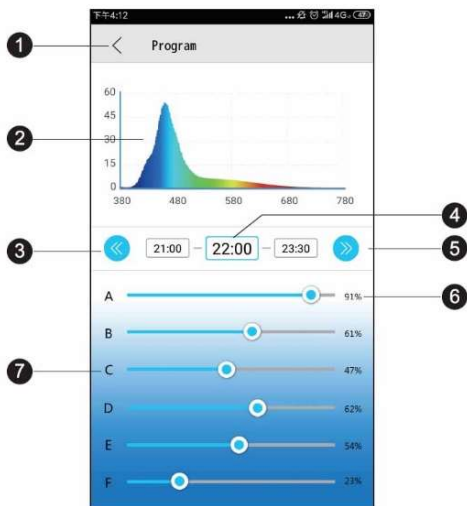 下午4:12 ... 4G
1 Program
60
45
2 30
15
0
380 480 580 680 780
4
3 21:00 – 22:00 – 23:30 5
A 91% 6
B 61%
7 C 47%
D 62%
E 54%
F 23%